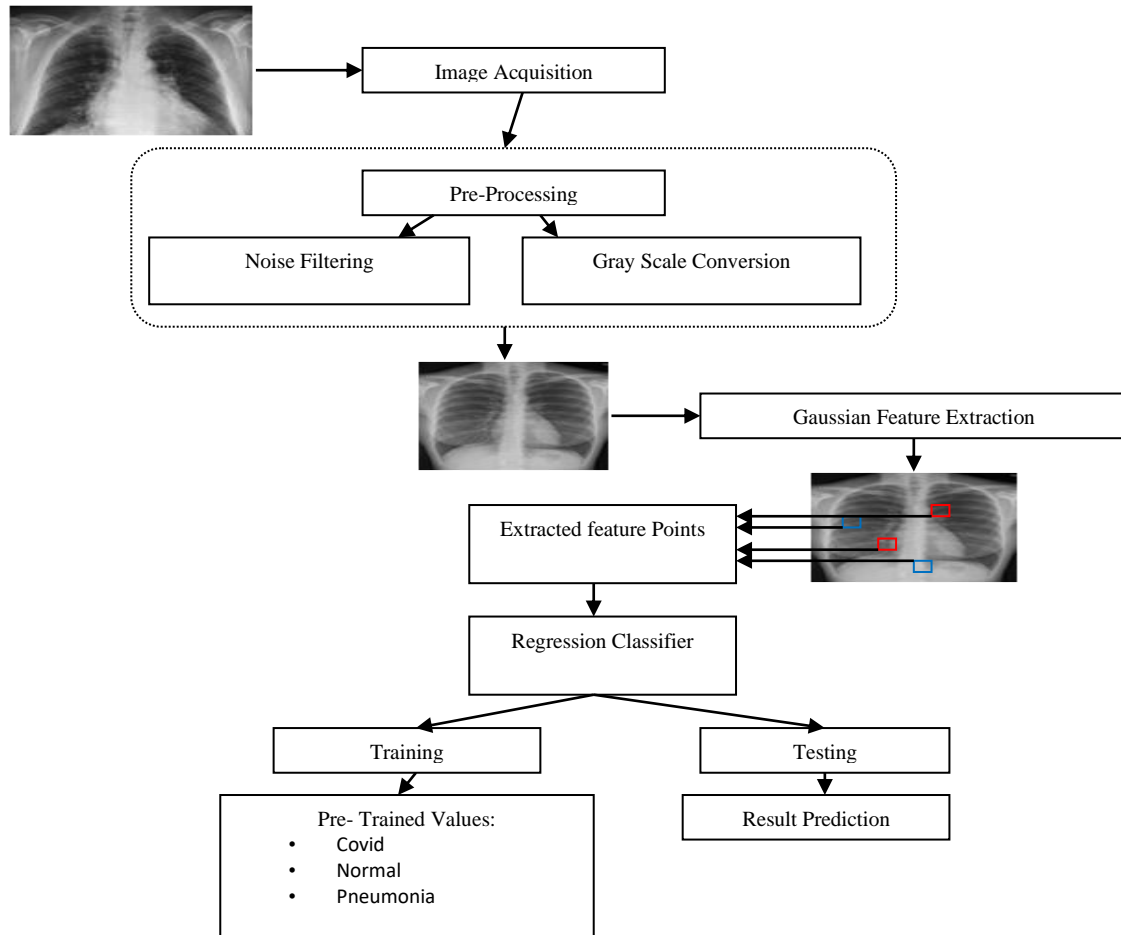 Image Acquisition
Pre-Processing
Noise Filtering
Gray Scale Conversion
Gaussian Feature Extraction
Extracted feature Points
Regression Classifier
Training
Testing
Pre- Trained Values:
• Covid
• Normal
• Pneumonia
Result Prediction